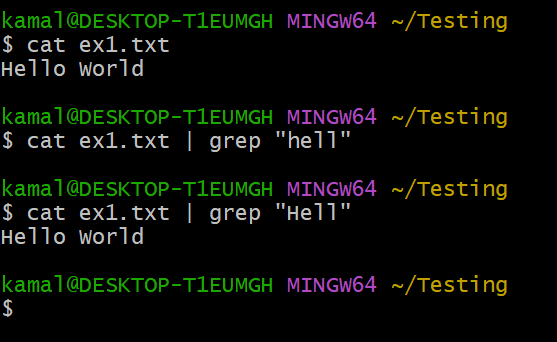 kamal@DESKTOP-T1EUMGH MINGW64 ~/Testing
$ cat ex1.txt
Hello World
kamal@DESKTOP-T1EUMGH MINGW64 ~/Testing
$ cat ex1.txt | grep "hell"
kamal@DESKTOP-T1EUMGH MINGW64 ~/Testing
$ cat ex1.txt | grep "Hell"
Hello World
kamal@DESKTOP-T1EUMGH MINGW64 ~/Testing
$